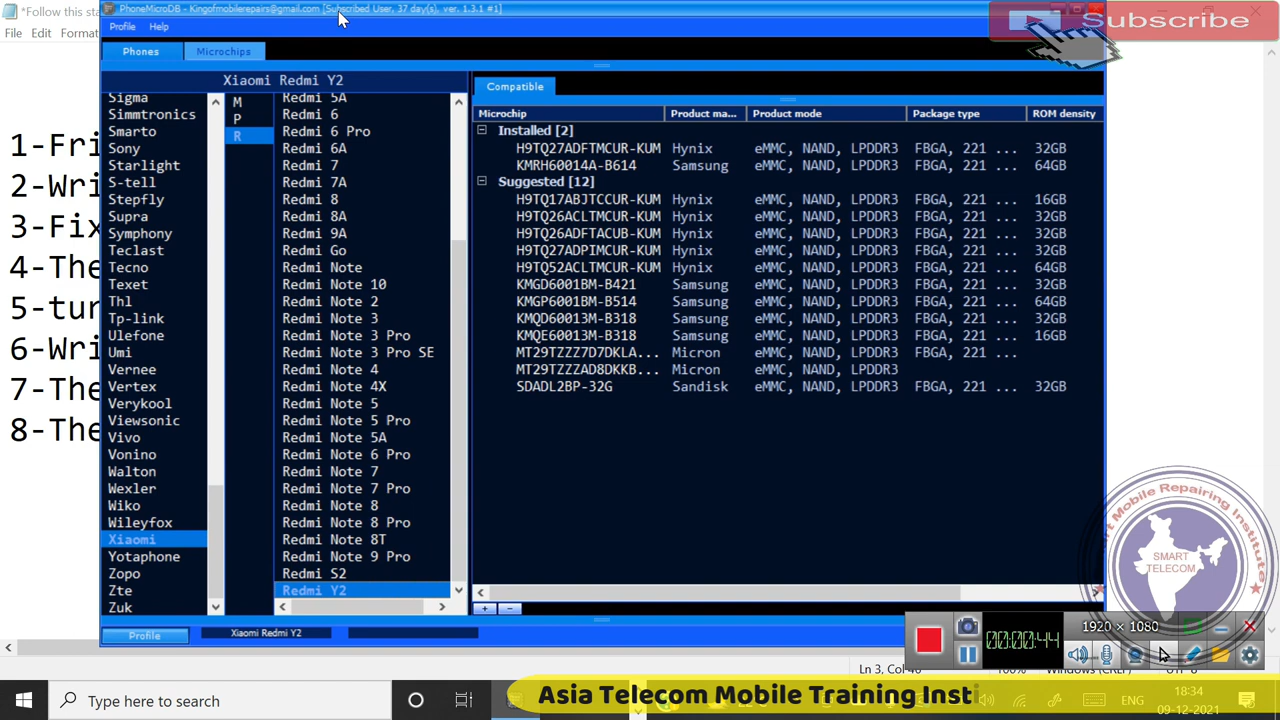 *Follow this sta
PhoneMicroDB - Kingofmobilerepairs@gmail.com [Subscribed User, 37 day(s), ver. 1.3.1 #1]
Subscribe
File Edit Format
Profile Help
Phones Microchips
Xiaomi Redmi Y2
Compatible
1-Fri
2-Wri
3-Fix
4-The
5-tur
6-Wri
7-The
8-The
Sigma
Simmtronics
Smarto
Sony
Starlight
S-tell
Stepfly
Supra
Symphony
Teclast
Tecno
Texet
Thl
Tp-link
Ulefone
Umi
Vernee
Vertex
Verykool
Viewsonic
Vivo
Vonino
Walton
Wexler
Wiko
Wileyfox
Xiaomi
Yotaphone
Zopo
Zte
Zuk
M
P
R
Redmi 5A
Redmi 6
Redmi 6 Pro
Redmi 6A
Redmi 7
Redmi 7A
Redmi 8
Redmi 8A
Redmi 9A
Redmi Go
Redmi Note
Redmi Note 10
Redmi Note 2
Redmi Note 3
Redmi Note 3 Pro
Redmi Note 3 Pro SE
Redmi Note 4
Redmi Note 4X
Redmi Note 5
Redmi Note 5 Pro
Redmi Note 5A
Redmi Note 6 Pro
Redmi Note 7
Redmi Note 7 Pro
Redmi Note 8
Redmi Note 8 Pro
Redmi Note 8T
Redmi Note 9 Pro
Redmi S2
Redmi Y2
Microchip Product ma... Product mode Package type ROM density
Installed [2]
H9TQ27ADFTMCUR-KUM Hynix eMMC, NAND, LPDDR3 FBGA, 221 ... 32GB
KMRH60014A-B614 Samsung eMMC, NAND, LPDDR3 FBGA, 221 ... 64GB
Suggested [12]
H9TQ17ABJTCCUR-KUM Hynix eMMC, NAND, LPDDR3 FBGA, 221 ... 16GB
H9TQ26ACLTMCUR-KUM Hynix eMMC, NAND, LPDDR3 FBGA, 221 ... 32GB
H9TQ26ADFTACUB-KUM Hynix eMMC, NAND, LPDDR3 FBGA, 221 ... 32GB
H9TQ27ADPIMCUR-KUM Hynix eMMC, NAND, LPDDR3 FBGA, 221 ... 32GB
H9TQ52ACLTMCUR-KUM Hynix eMMC, NAND, LPDDR3 FBGA, 221 ... 64GB
KMGD6001BM-B421 Samsung eMMC, NAND, LPDDR3 FBGA, 221 ... 32GB
KMGP6001BM-B514 Samsung eMMC, NAND, LPDDR3 FBGA, 221 ... 64GB
KMQD60013M-B318 Samsung eMMC, NAND, LPDDR3 FBGA, 221 ... 32GB
KMQE60013M-B318 Samsung eMMC, NAND, LPDDR3 FBGA, 221 ... 16GB
MT29TZZZ7D7DKLA... Micron eMMC, NAND, LPDDR3 FBGA, 221 ...
MT29TZZZAD8DKKB... Micron eMMC, NAND, LPDDR3
SDADL2BP-32G Sandisk eMMC, NAND, LPDDR3 FBGA, 221 ... 32GB
SMART TELECOM
1920 × 1080
00:00:44
Profile Xiaomi Redmi Y2
Type here to search
Asia Telecom Mobile Training Inst
ENG
18:34
09-12-2021